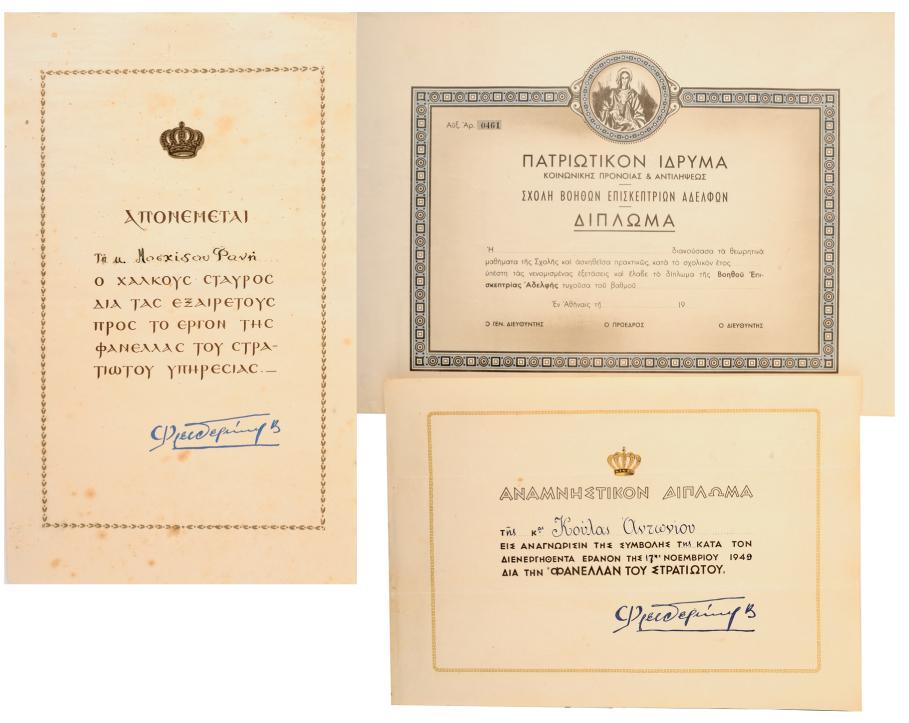 ΑΠΟΝΕΜΕΤΑΙ
Τῇ κ. Μοσχίδου Φανῆ
Ο ΧΑΛΚΟΥΣ ΣΤΑΥΡΟΣ
ΔΙΑ ΤΑΣ ΕΞΑΙΡΕΤΟΥΣ
ΠΡΟΣ ΤΟ ΕΡΓΟΝ ΤΗΣ
ΦΑΝΕΛΛΑΣ ΤΟΥ ΣΤΡΑ-
ΤΙΩΤΟΥ ΥΠΗΡΕΣΙΑΣ.—
Φρειδερίκη Β
Αὔξ. Ἀρ. 0461
ΠΑΤΡΙΩΤΙΚΟΝ ΙΔΡΥΜΑ
ΚΟΙΝΩΝΙΚΗΣ ΠΡΟΝΟΙΑΣ & ΑΝΤΙΛΗΨΕΩΣ
ΣΧΟΛΗ ΒΟΗΘΩΝ ΕΠΙΣΚΕΠΤΡΙΩΝ ΑΔΕΛΦΩΝ
ΔΙΠΛΩΜΑ
Ἡ διακούσασα τὰ θεωρητικὰ
μαθήματα τῆς Σχολῆς καὶ ἀσκηθεῖσα πρακτικῶς, κατὰ τὸ σχολικὸν ἔτος
ὑπέστη τὰς νενομισμένας ἐξετάσεις καὶ ἔλαβε τὸ δίπλωμα τῆς Βοηθοῦ Ἐπι-
σκεπτρίας Ἀδελφῆς τυχοῦσα τοῦ βαθμοῦ
Ἐν Ἀθήναις τῇ 19
Ο ΓΕΝ. ΔΙΕΥΘΥΝΤΗΣ Ο ΠΡΟΕΔΡΟΣ Ο ΔΙΕΥΘΥΝΤΗΣ
ΑΝΑΜΝΗΣΤΙΚΟΝ ΔΙΠΛΩΜΑ
τῆς κας Κούλας Ἀντωνίου
ΕΙΣ ΑΝΑΓΝΩΡΙΣΙΝ ΤΗΣ ΣΥΜΒΟΛΗΣ ΤΗΣ ΚΑΤΑ ΤΟΝ
ΔΙΕΝΕΡΓΗΘΕΝΤΑ ΕΡΑΝΟΝ ΤΗΣ 17ης ΝΟΕΜΒΡΙΟΥ 1949
ΔΙΑ ΤΗΝ "ΦΑΝΕΛΛΑΝ ΤΟΥ ΣΤΡΑΤΙΩΤΟΥ.
Φρειδερίκη Β